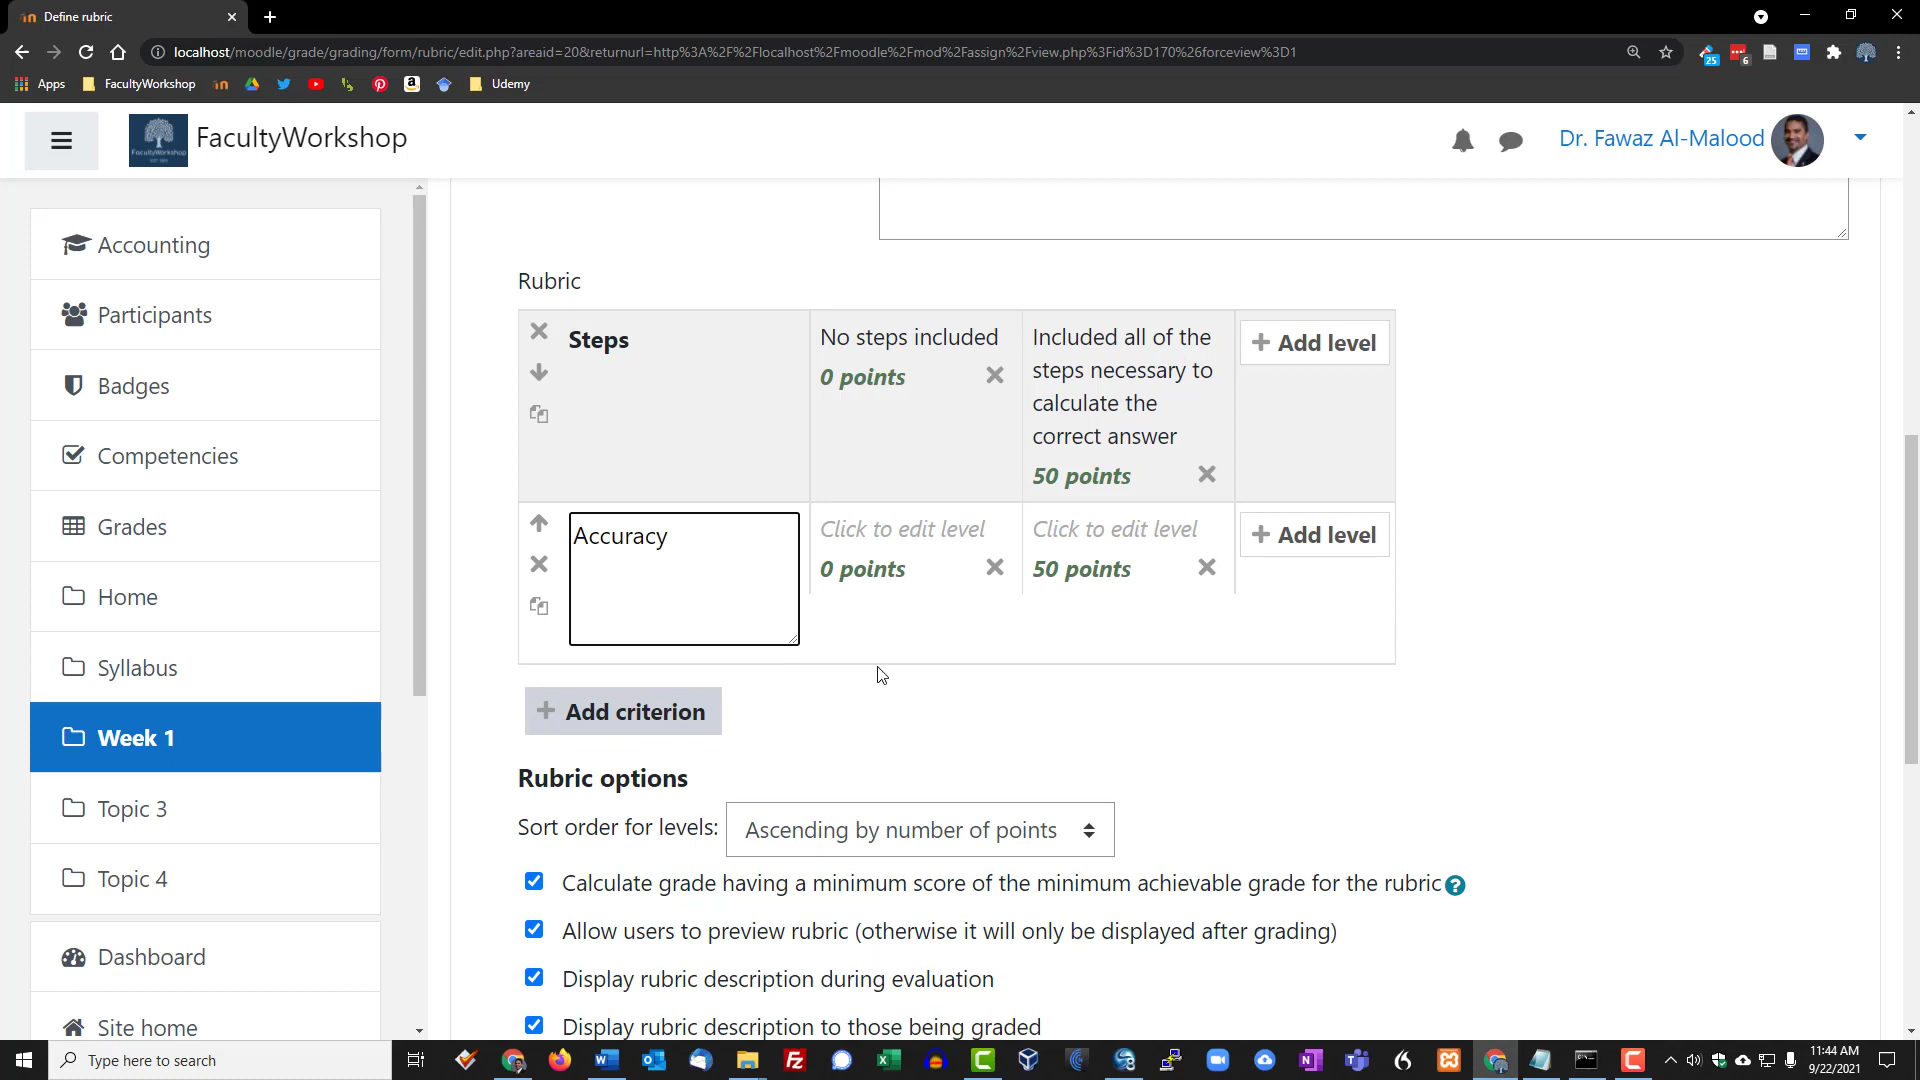 Define rubric
localhost/moodle/grade/grading/form/rubric/edit.php?areaid=20&returnurl=http%3A%2F%2Flocalhost%2Fmoodle%2Fmod%2Fassign%2Fview.php%3Fid%3D170%26forceview%3D1
25
6
Apps
FacultyWorkshop
Udemy
FacultyWorkshop
FacultyWorkshop
Dr. Fawaz Al-Malood
Accounting
Participants
Badges
Competencies
Grades
Home
Syllabus
Week 1
Topic 3
Topic 4
Dashboard
Site home
Rubric
Steps
No steps included
0 points
Included all of the
steps necessary to
calculate the
correct answer
50 points
Add level
Accuracy
Click to edit level
0 points
Click to edit level
50 points
Add level
Add criterion
Rubric options
Sort order for levels:
Ascending by number of points
Calculate grade having a minimum score of the minimum achievable grade for the rubric
Allow users to preview rubric (otherwise it will only be displayed after grading)
Display rubric description during evaluation
Display rubric description to those being graded
Type here to search
11:44 AM
9/22/2021